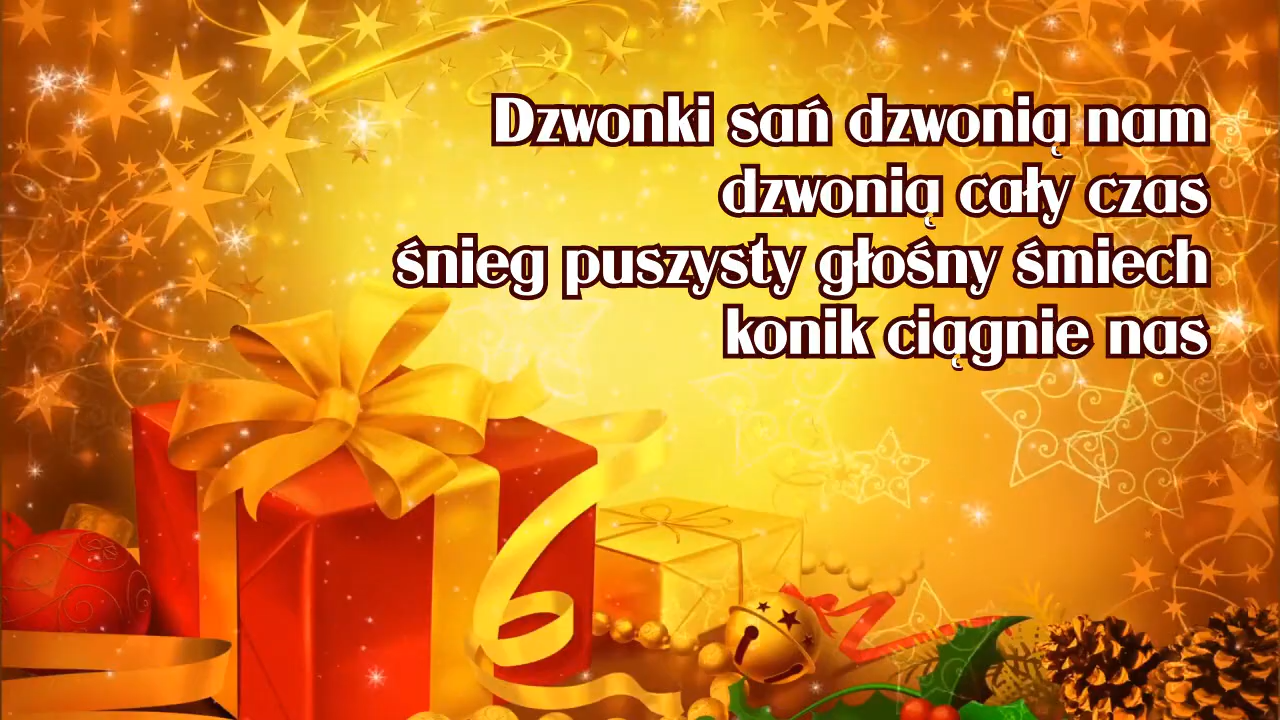 Dzwonki sań dzwonią nam
dzwonią cały czas
śnieg puszysty głośny śmiech
konik ciągnie nas